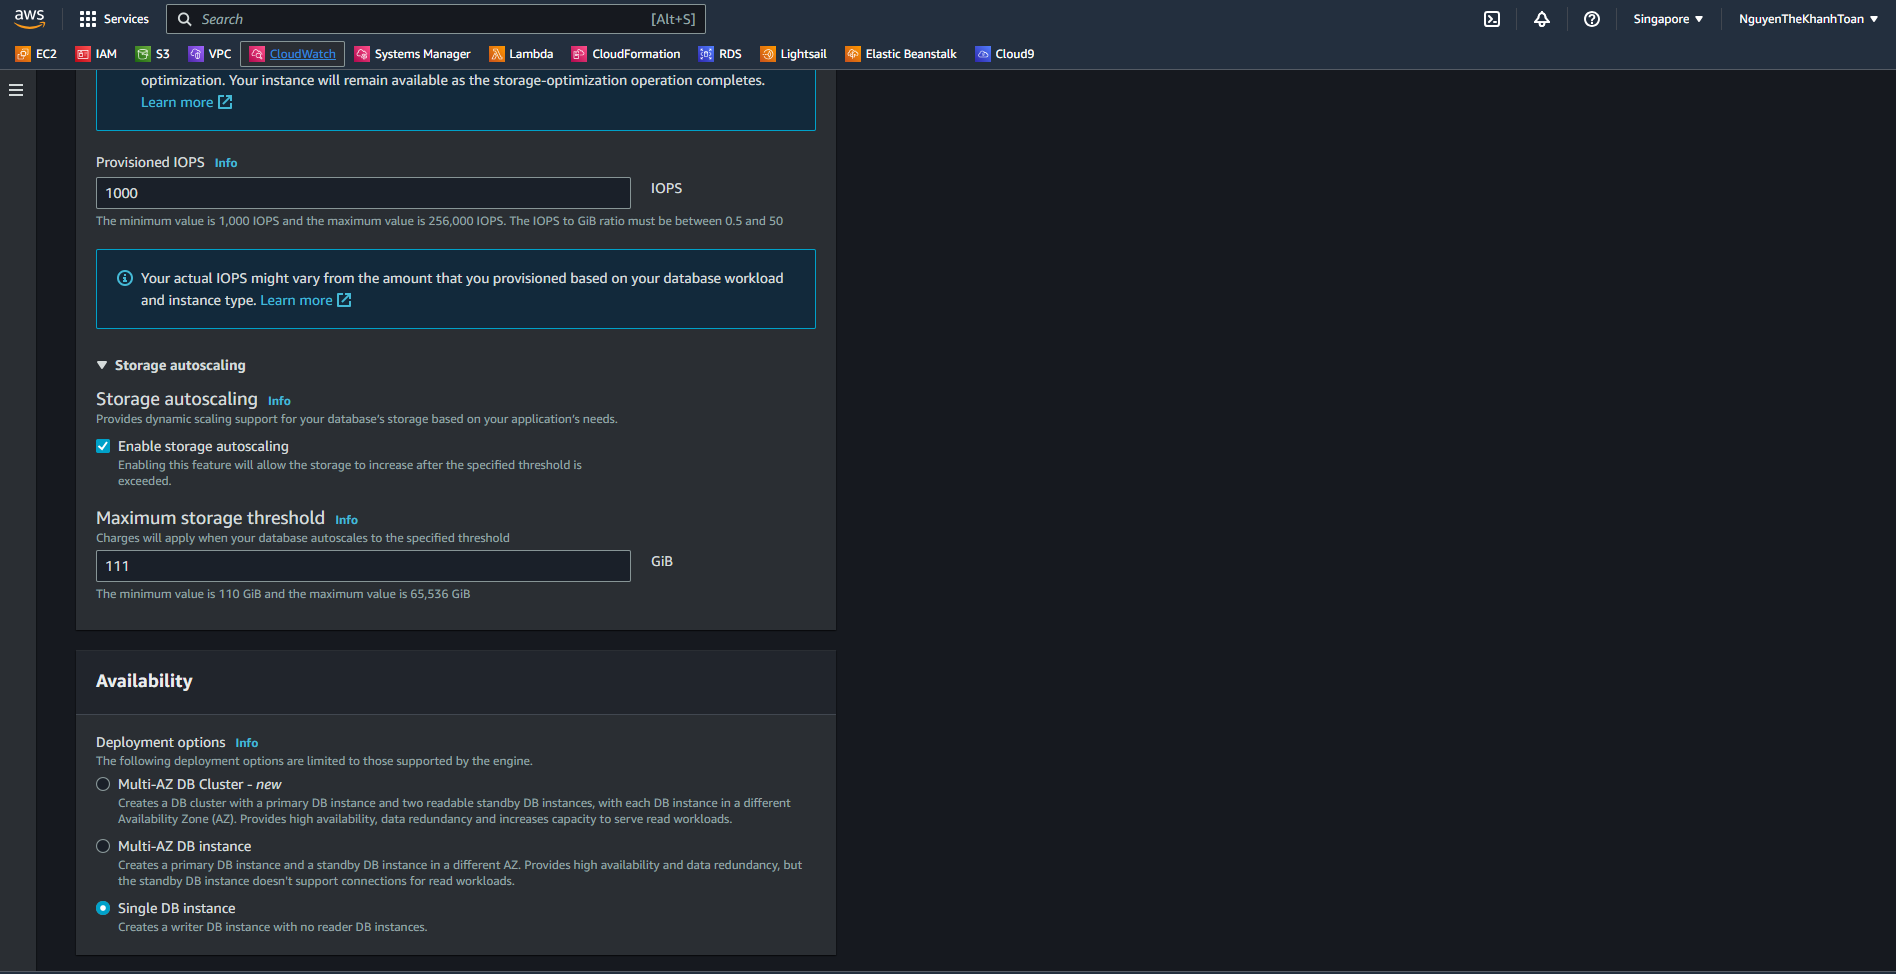 aws
Services
Search
[Alt+S]
Singapore
NguyenTheKhanhToan
EC2
IAM
S3
VPC
CloudWatch
Systems Manager
Lambda
CloudFormation
RDS
Lightsail
Elastic Beanstalk
Cloud9
optimization. Your instance will remain available as the storage-optimization operation completes.
Learn more
Provisioned IOPS Info
1000
IOPS
The minimum value is 1,000 IOPS and the maximum value is 256,000 IOPS. The IOPS to GiB ratio must be between 0.5 and 50
Your actual IOPS might vary from the amount that you provisioned based on your database workload
and instance type. Learn more
Storage autoscaling
Storage autoscaling Info
Provides dynamic scaling support for your database's storage based on your application's needs.
Enable storage autoscaling
Enabling this feature will allow the storage to increase after the specified threshold is
exceeded.
Maximum storage threshold Info
Charges will apply when your database autoscales to the specified threshold
111
GiB
The minimum value is 110 GiB and the maximum value is 65,536 GiB
Availability
Deployment options Info
The following deployment options are limited to those supported by the engine.
Multi-AZ DB Cluster - new
Creates a DB cluster with a primary DB instance and two readable standby DB instances, with each DB instance in a different
Availability Zone (AZ). Provides high availability, data redundancy and increases capacity to serve read workloads.
Multi-AZ DB instance
Creates a primary DB instance and a standby DB instance in a different AZ. Provides high availability and data redundancy, but
the standby DB instance doesn't support connections for read workloads.
Single DB instance
Creates a writer DB instance with no reader DB instances.